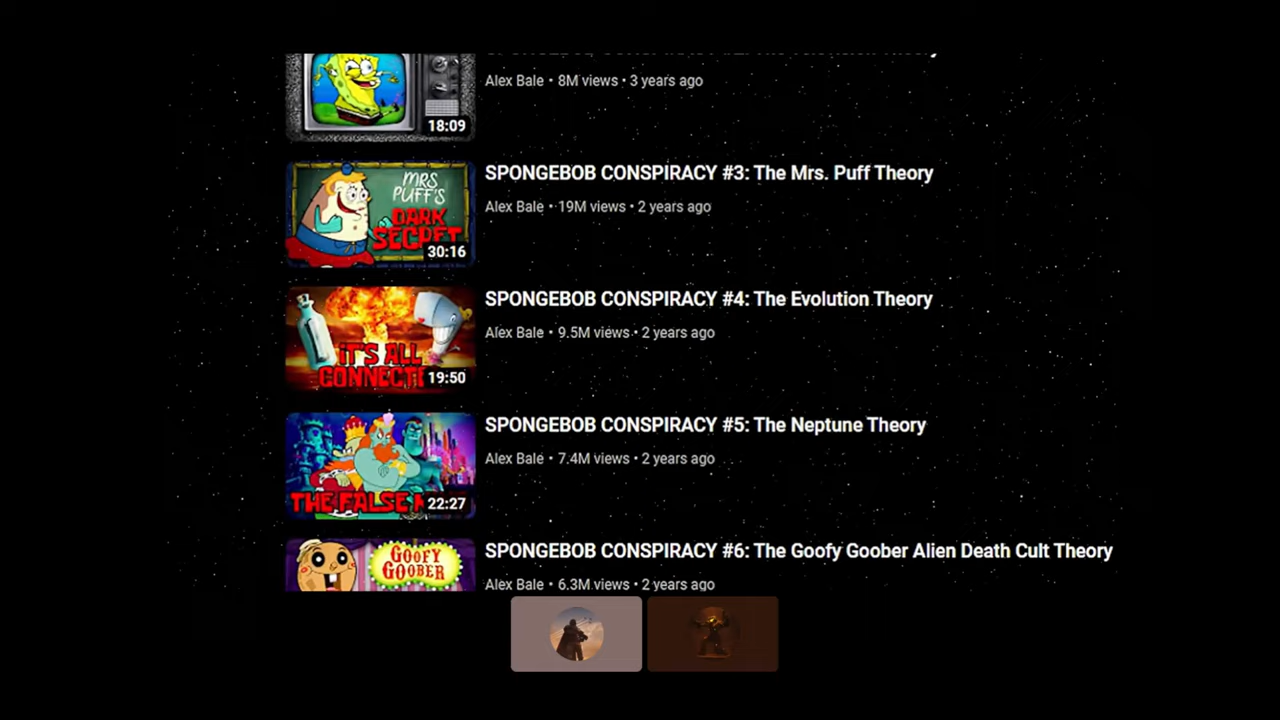 Alex Bale • 8M views • 3 years ago
18:09
MRS.
PUFF'S
DARK
SECRET
30:16
SPONGEBOB CONSPIRACY #3: The Mrs. Puff Theory
Alex Bale • 19M views • 2 years ago
IT'S ALL
19:50
SPONGEBOB CONSPIRACY #4: The Evolution Theory
Alex Bale • 9.5M views • 2 years ago
THE FALSE
22:27
SPONGEBOB CONSPIRACY #5: The Neptune Theory
Alex Bale • 7.4M views • 2 years ago
GOOFY
GOOBER
SPONGEBOB CONSPIRACY #6: The Goofy Goober Alien Death Cult Theory
Alex Bale • 6.3M views • 2 years ago